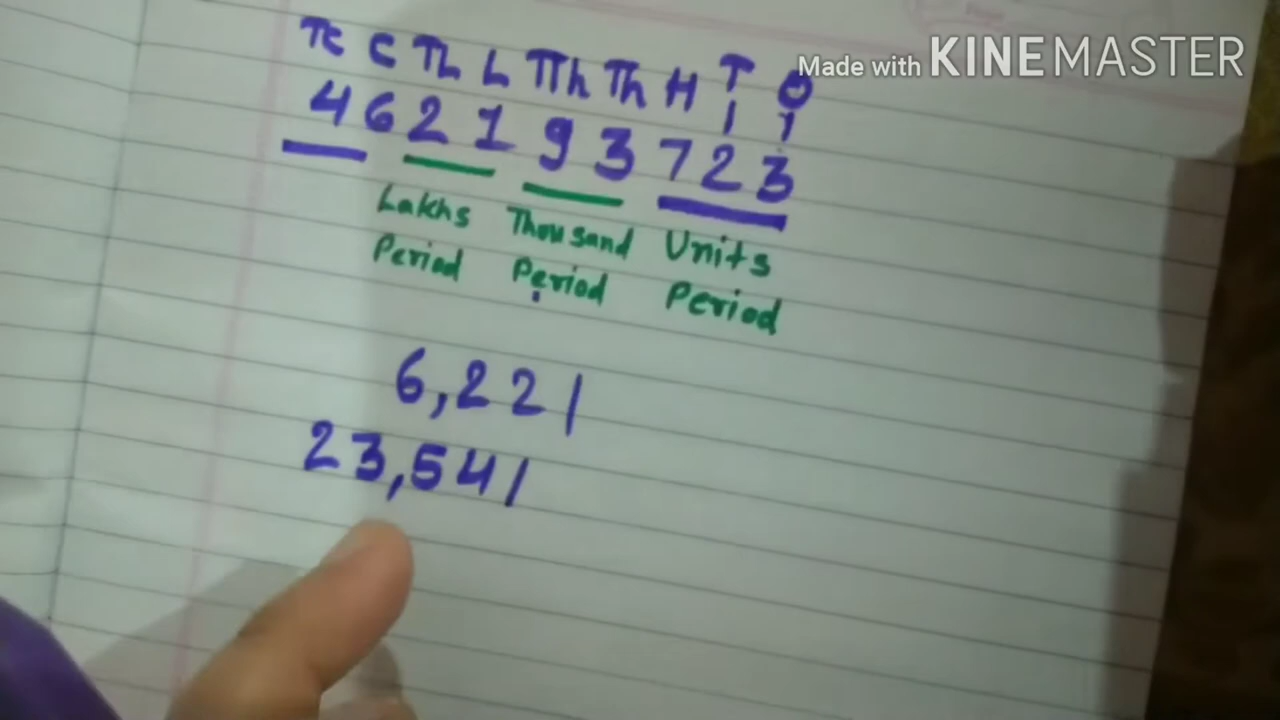 Made with KINEMASTER
TC C Th L TTh Th H T O
4 6 2 1 9 3 7 2 3
Lakhs Thousand Units
Period Period Period
6,221
23,541